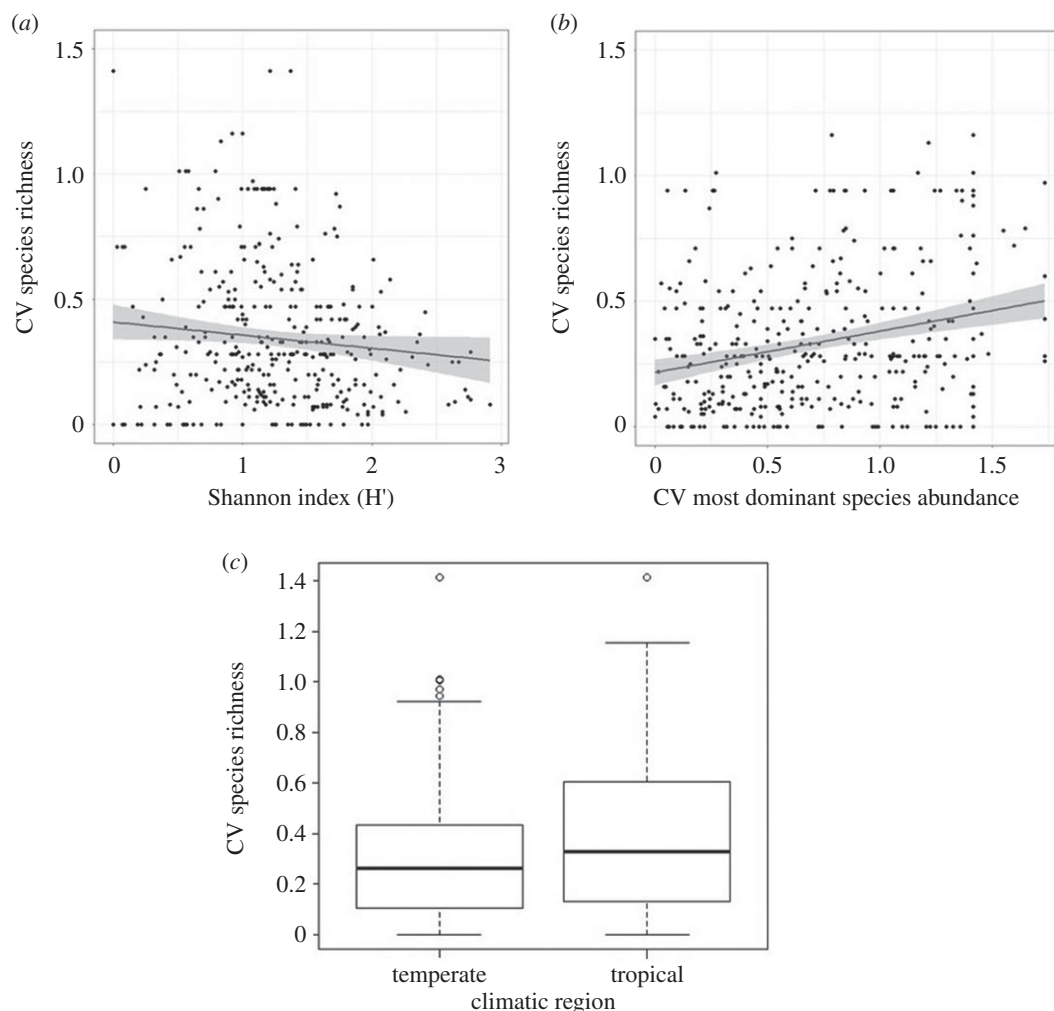 (a)
1.5
1.0
0.5
0
CV species richness
0 1 2 3
Shannon index (H')
(b)
1.5
1.0
0.5
0
CV species richness
0 0.5 1.0 1.5
CV most dominant species abundance
(c)
1.4
1.2
1.0
0.8
0.6
0.4
0.2
0
CV species richness
temperate tropical
climatic region